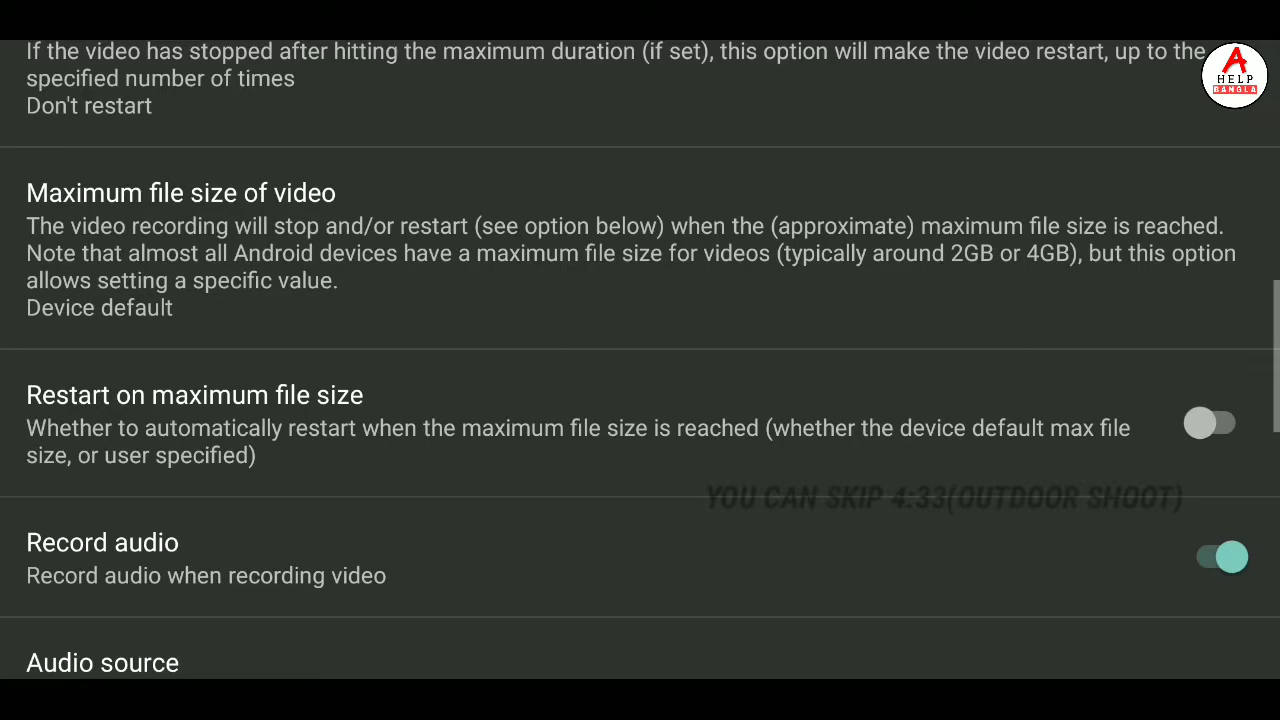 If the video has stopped after hitting the maximum duration (if set), this option will make the video restart, up to the
specified number of times
Don't restart
A
HELP
BANGLA
Maximum file size of video
The video recording will stop and/or restart (see option below) when the (approximate) maximum file size is reached.
Note that almost all Android devices have a maximum file size for videos (typically around 2GB or 4GB), but this option
allows setting a specific value.
Device default
Restart on maximum file size
Whether to automatically restart when the maximum file size is reached (whether the device default max file
size, or user specified)
YOU CAN SKIP 4:33(OUTDOOR SHOOT)
Record audio
Record audio when recording video
Audio source